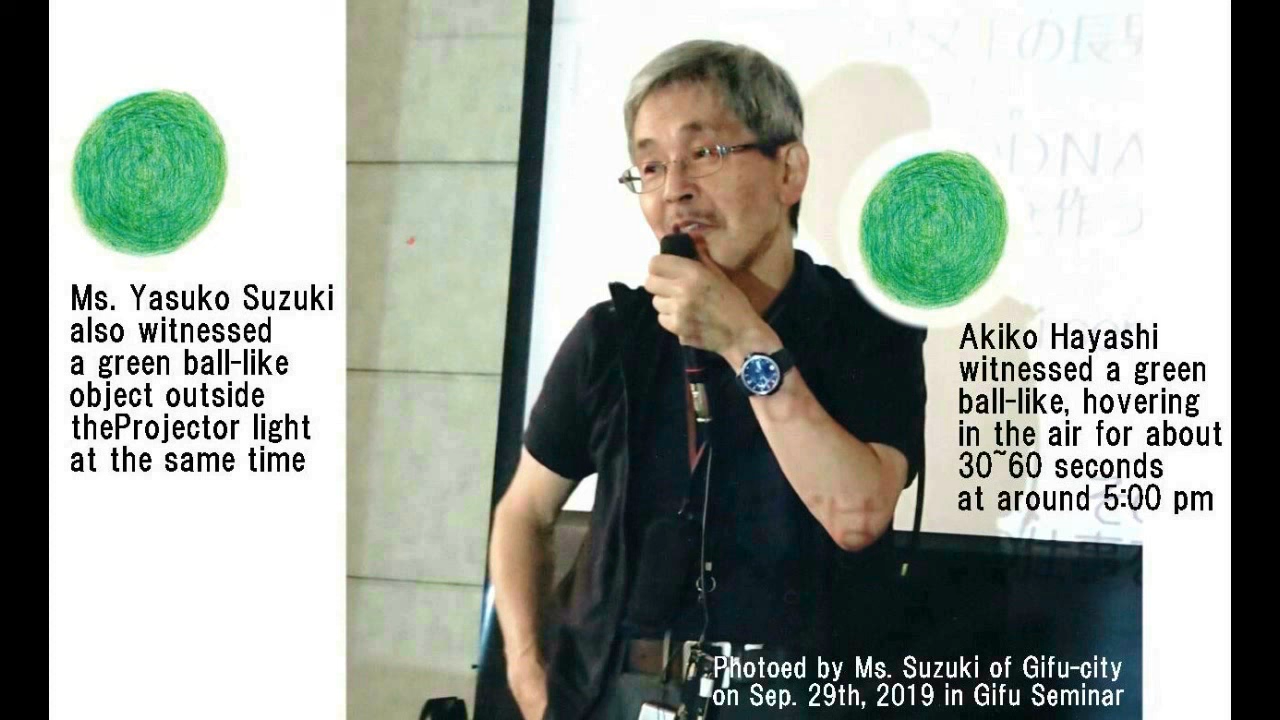 Ms. Yasuko Suzuki
also witnessed
a green ball-like
object outside
theProjector light
at the same time
DNA
Akiko Hayashi
witnessed a green
ball-like, hovering
in the air for about
30~60 seconds
at around 5:00 pm
Photoed by Ms. Suzuki of Gifu-city
on Sep. 29th, 2019 in Gifu Seminar